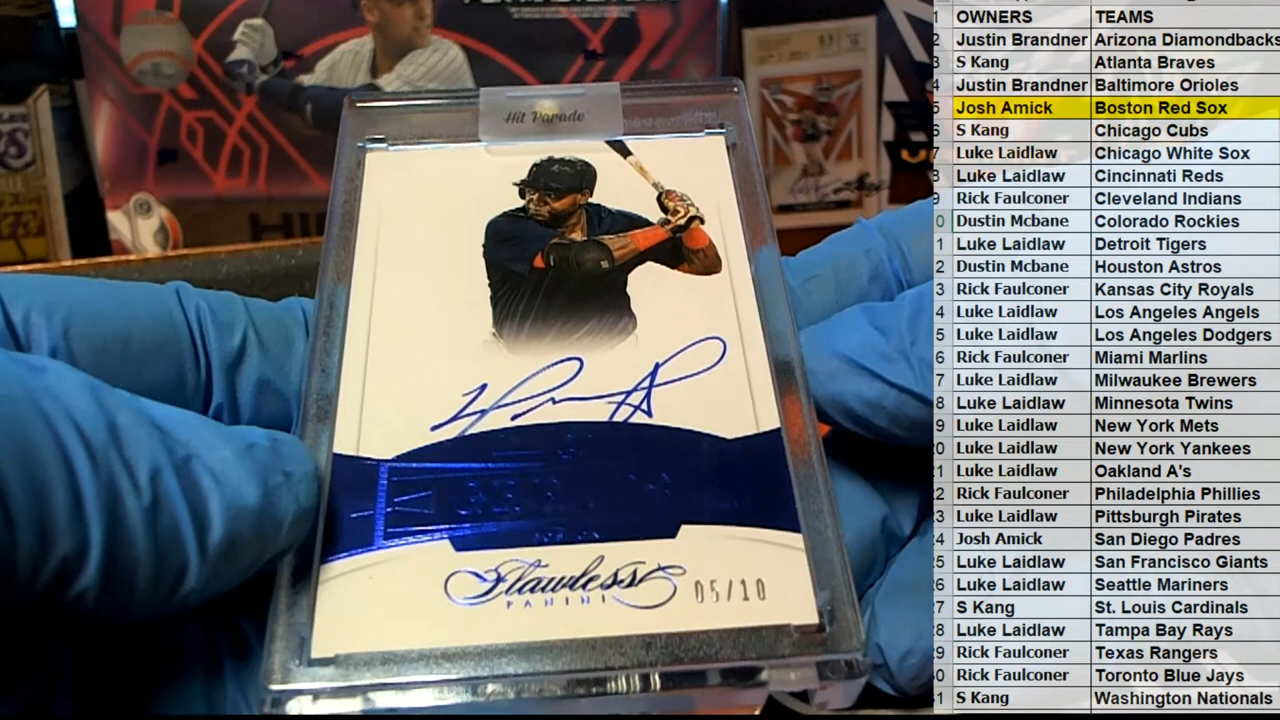 Hit Parade
Flawless
PANINI
05/10
OWNERS TEAMS
Justin Brandner Arizona Diamondbacks
S Kang Atlanta Braves
Justin Brandner Baltimore Orioles
Josh Amick Boston Red Sox
S Kang Chicago Cubs
Luke Laidlaw Chicago White Sox
Luke Laidlaw Cincinnati Reds
Rick Faulconer Cleveland Indians
Dustin Mcbane Colorado Rockies
Luke Laidlaw Detroit Tigers
Dustin Mcbane Houston Astros
Rick Faulconer Kansas City Royals
Luke Laidlaw Los Angeles Angels
Luke Laidlaw Los Angeles Dodgers
Rick Faulconer Miami Marlins
Luke Laidlaw Milwaukee Brewers
Luke Laidlaw Minnesota Twins
Luke Laidlaw New York Mets
Luke Laidlaw New York Yankees
Luke Laidlaw Oakland A's
Rick Faulconer Philadelphia Phillies
Luke Laidlaw Pittsburgh Pirates
Josh Amick San Diego Padres
Luke Laidlaw San Francisco Giants
Luke Laidlaw Seattle Mariners
S Kang St. Louis Cardinals
Luke Laidlaw Tampa Bay Rays
Rick Faulconer Texas Rangers
Rick Faulconer Toronto Blue Jays
S Kang Washington Nationals